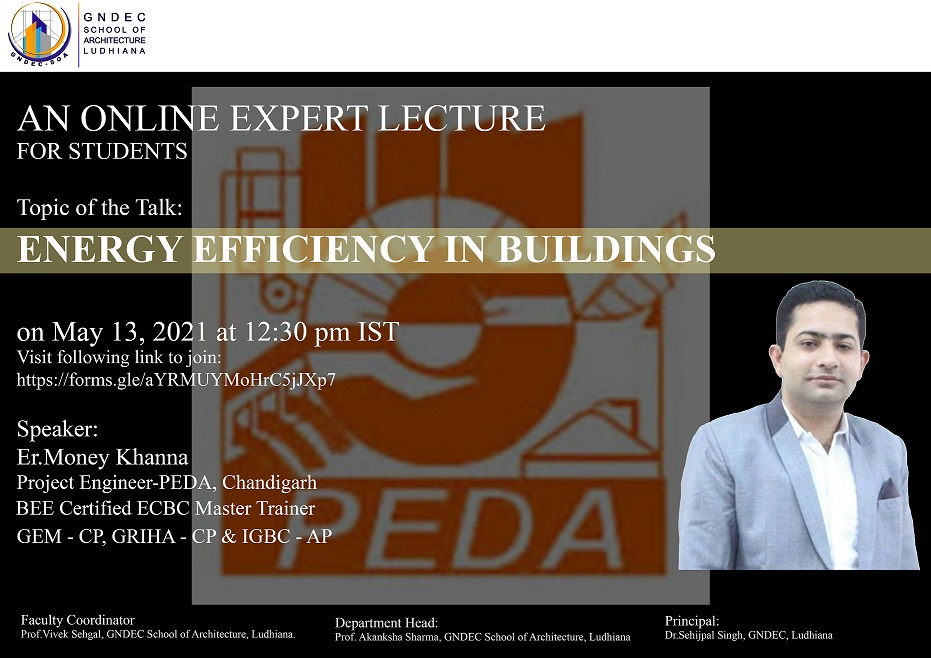 GNDEC
SCHOOL OF
ARCHITECTURE
LUDHIANA
GNDEC-SOA
AN ONLINE EXPERT LECTURE
FOR STUDENTS
Topic of the Talk:
ENERGY EFFICIENCY IN BUILDINGS
on May 13, 2021 at 12:30 pm IST
Visit following link to join:
https://forms.gle/aYRMUYMoHrC5jJXp7
Speaker:
Er.Money Khanna
Project Engineer-PEDA, Chandigarh
BEE Certified ECBC Master Trainer
GEM - CP, GRIHA - CP & IGBC - AP
PEDA
Faculty Coordinator
Prof.Vivek Sehgal, GNDEC School of Architecture, Ludhiana.
Department Head:
Prof. Akanksha Sharma, GNDEC School of Architecture, Ludhiana
Principal:
Dr.Sehijpal Singh, GNDEC, Ludhiana